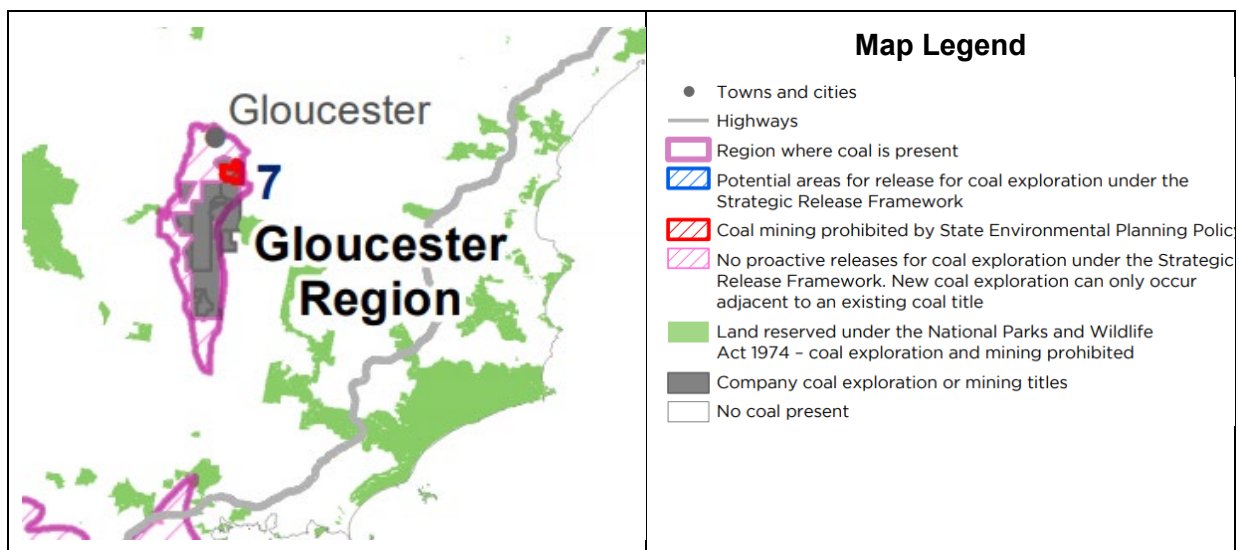 Gloucester
7
Gloucester
Region
Map Legend
Towns and cities
Highways
Region where coal is present
Potential areas for release for coal exploration under the
Strategic Release Framework
Coal mining prohibited by State Environmental Planning Policy
No proactive releases for coal exploration under the Strategic
Release Framework. New coal exploration can only occur
adjacent to an existing coal title
Land reserved under the National Parks and Wildlife
Act 1974 – coal exploration and mining prohibited
Company coal exploration or mining titles
No coal present